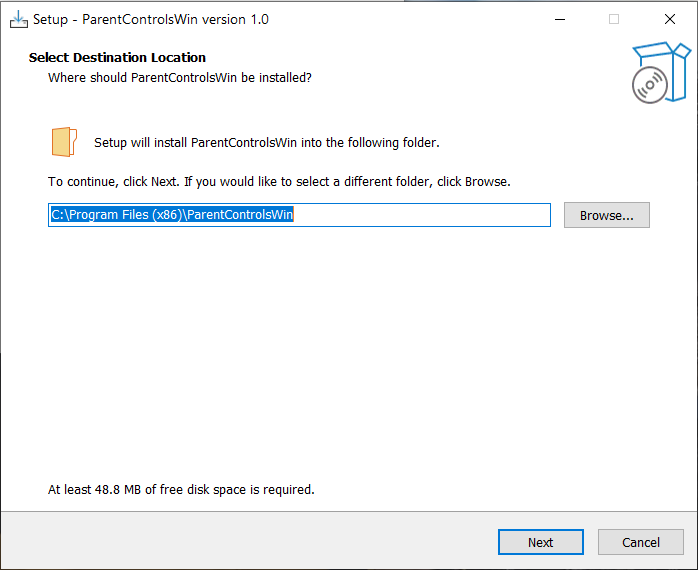 Setup - ParentControlsWin version 1.0
Select Destination Location
Where should ParentControlsWin be installed?
Setup will install ParentControlsWin into the following folder.
To continue, click Next. If you would like to select a different folder, click Browse.
C:\Program Files (x86)\ParentControlsWin
Browse...
At least 48.8 MB of free disk space is required.
Next
Cancel